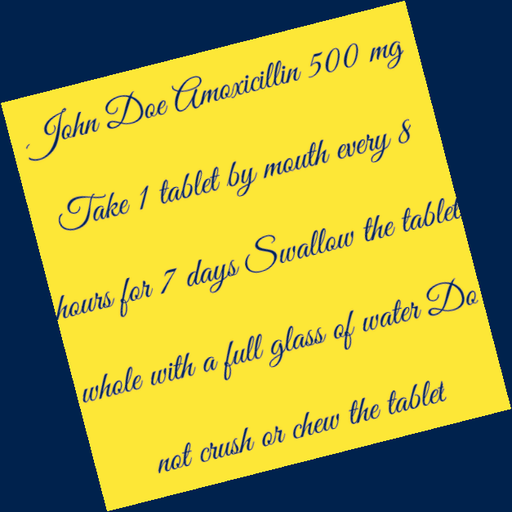 John Doe Amoxicillin 500 mg
Take 1 tablet by mouth every 8
hours for 7 days Swallow the tablet
whole with a full glass of water Do
not crush or chew the tablet